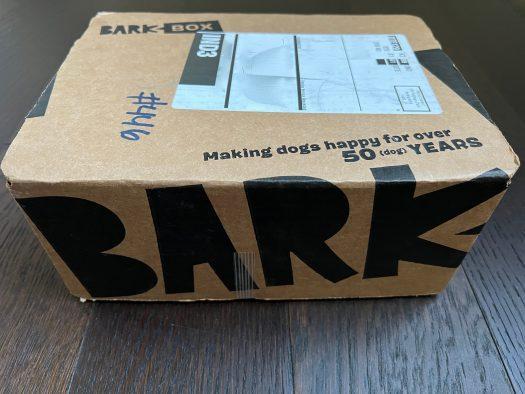 BARK BOX
#446
Making dogs happy for over
50 (dog) YEARS
BARK